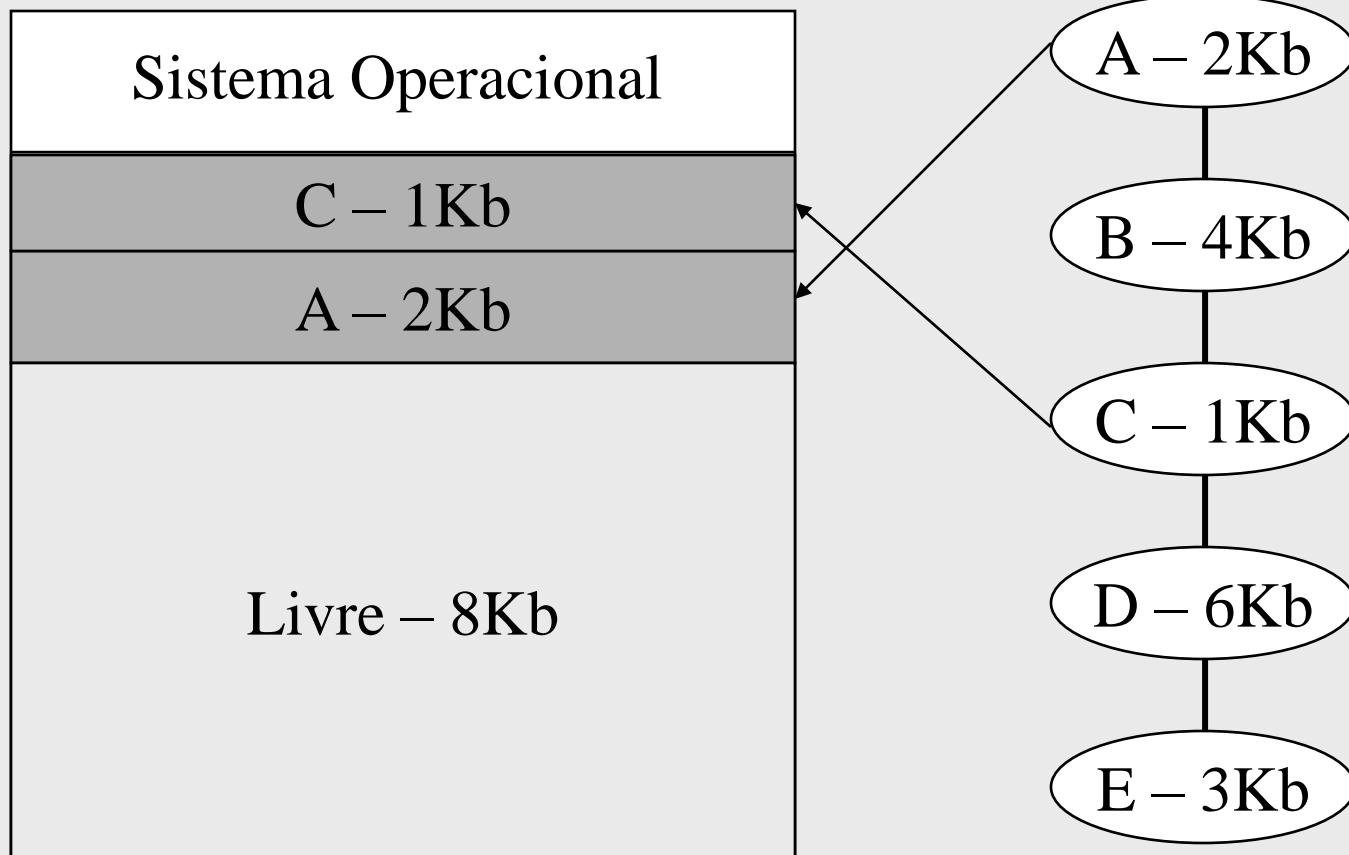 Sistema Operacional
C – 1Kb
A – 2Kb
Livre – 8Kb
A – 2Kb
B – 4Kb
C – 1Kb
D – 6Kb
E – 3Kb